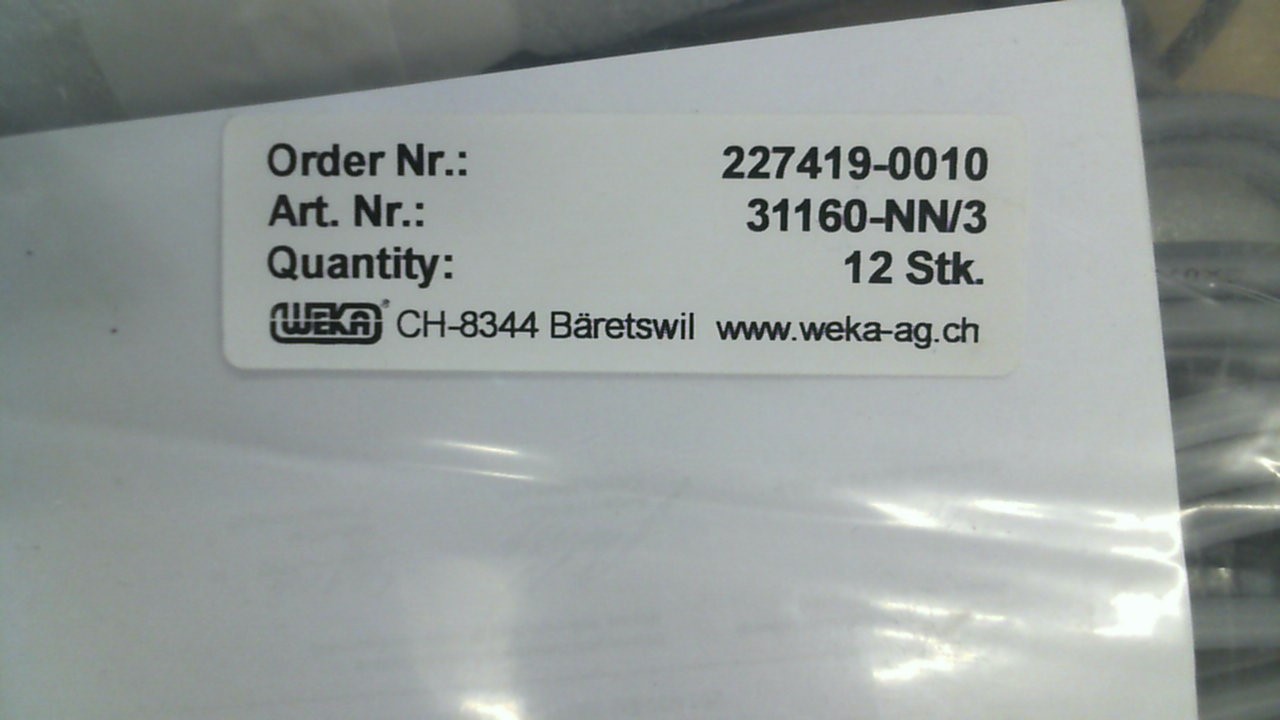 Order Nr.: 227419-0010
Art. Nr.: 31160-NN/3
Quantity: 12 Stk.
WEKA® CH-8344 Bäretswil www.weka-ag.ch